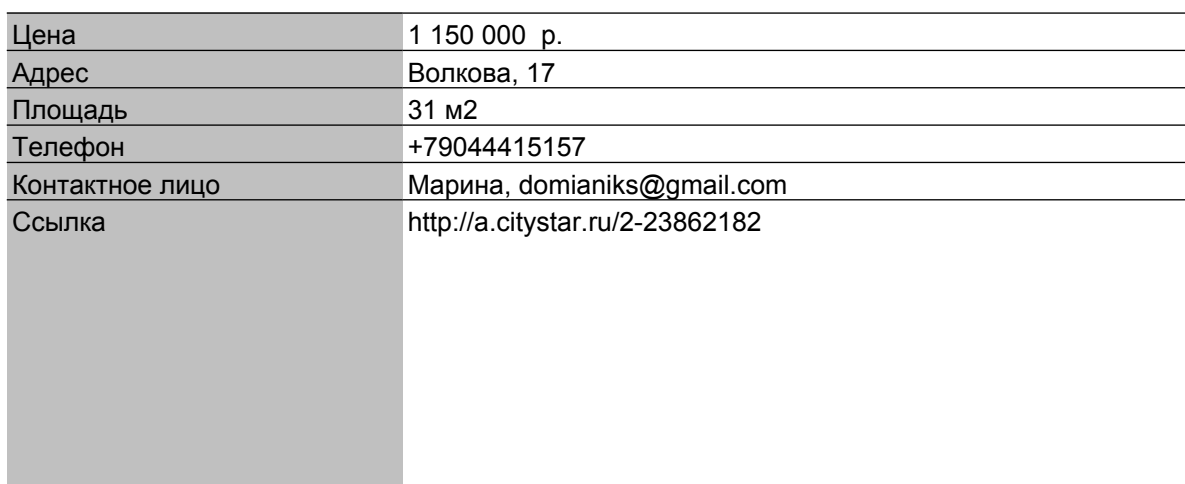 Цена 1 150 000 р.
Адрес Волкова, 17
Площадь 31 м2
Телефон +79044415157
Контактное лицо Марина, domianiks@gmail.com
Ссылка http://a.citystar.ru/2-23862182